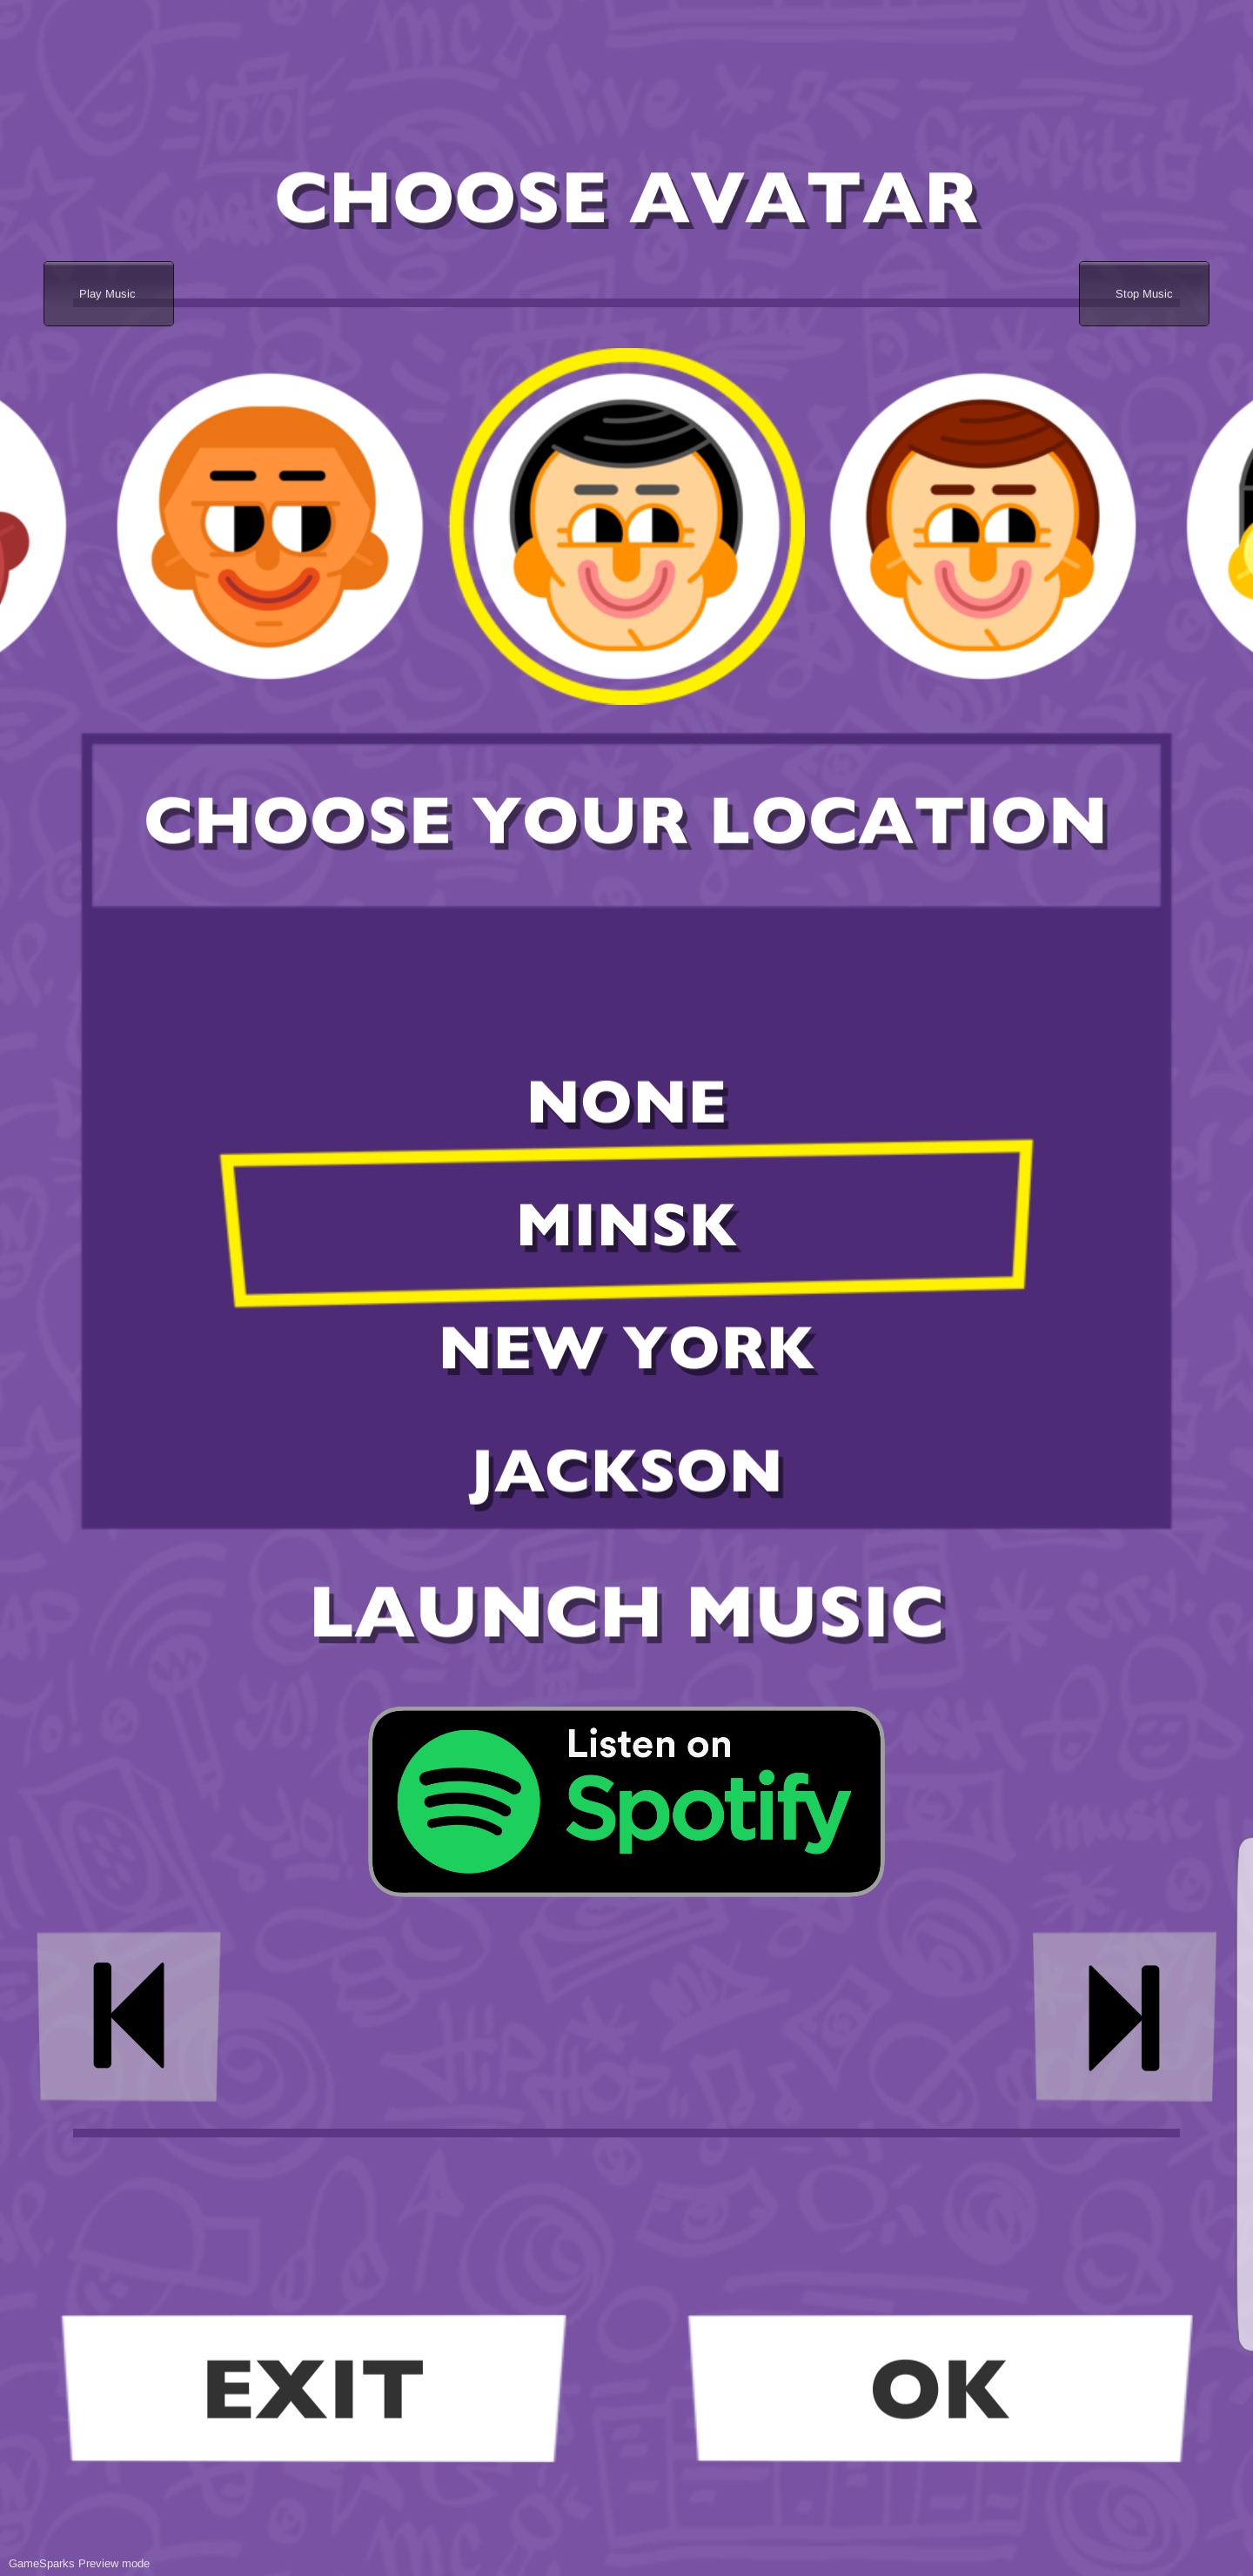 CHOOSE AVATAR
Play Music
Stop Music
CHOOSE YOUR LOCATION
NONE
MINSK
NEW YORK
JACKSON
LAUNCH MUSIC
Listen on
Spotify
EXIT
OK
GameSparks Preview mode